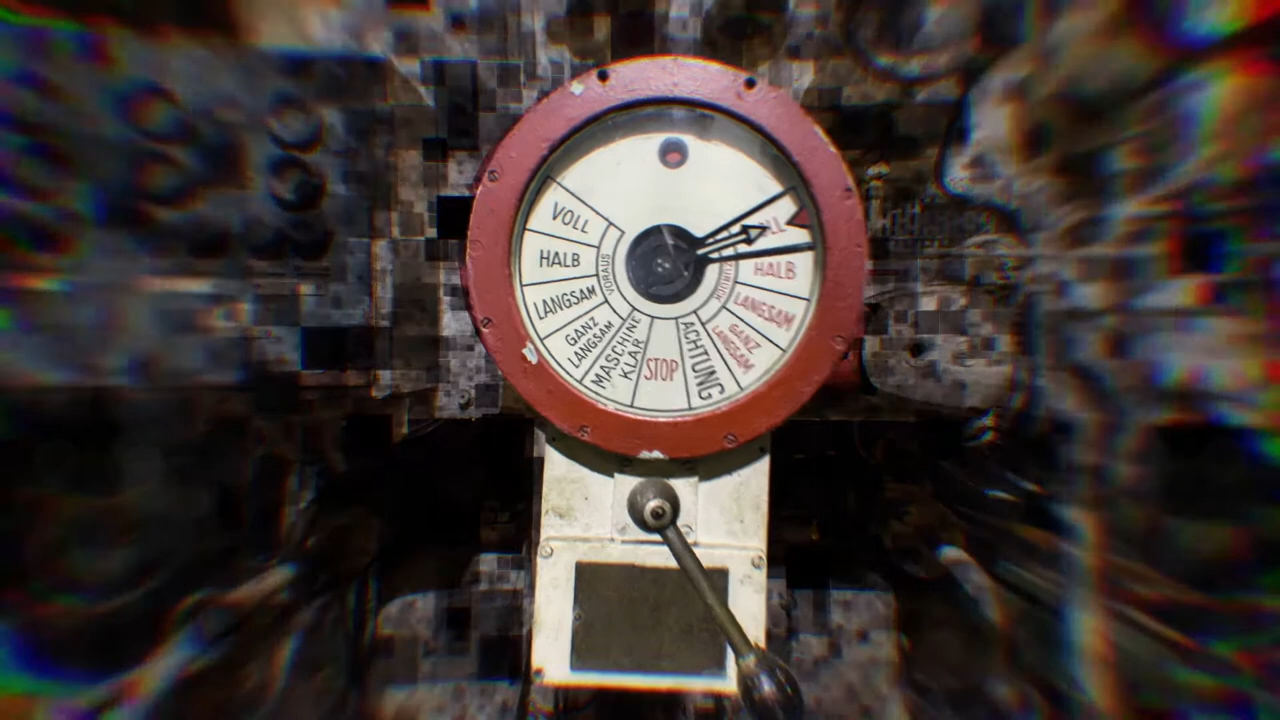 VOLL
HALB
LANGSAM
GANZ
LANGSAM
MASCHINE
KLAR
STOP
ACHTUNG
GANZ
LANGSAM
LANGSAM
HALB
VORAUS